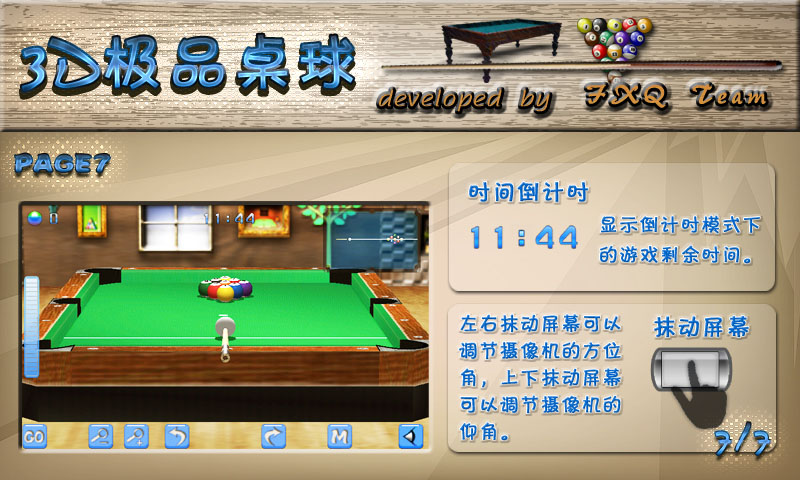 3D极品桌球
developed by FXQ Team
PAGE7
11:44
GO
M
时间倒计时
11:44
显示倒计时模式下
的游戏剩余时间。
左右抹动屏幕可以
调节摄像机的方位
角，上下抹动屏幕
可以调节摄像机的
仰角。
抹动屏幕
7/7